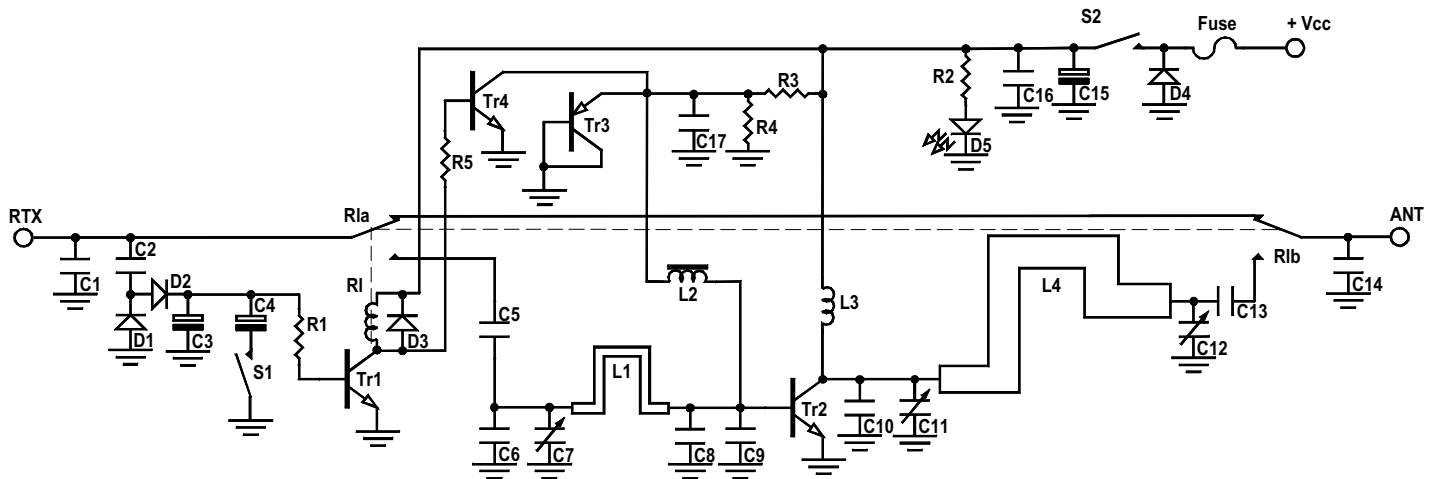 S2
Fuse
+ Vcc
R2
C16
C15
D4
D5
R3
R4
C17
Tr4
Tr3
R5
RTX
Rla
ANT
Rlb
C1
C2
D2
D1
C3
C4
S1
R1
Rl
D3
Tr1
C5
L2
L3
L4
C13
C12
C14
L1
C6
C7
C8
C9
Tr2
C10
C11